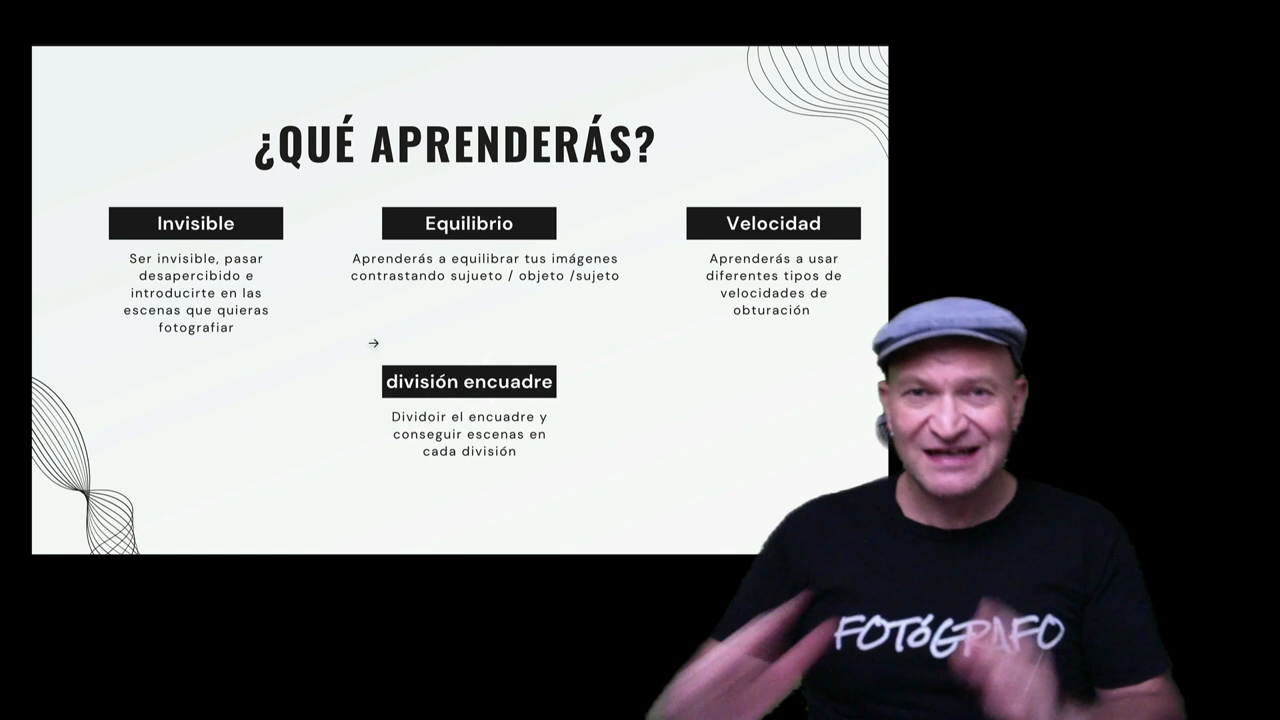 ¿QUÉ APRENDERÁS?
Invisible
Ser invisible, pasar
desapercibido e
introducirte en las
escenas que quieras
fotografiar
Equilibrio
Aprenderás a equilibrar tus imágenes
contrastando sujueto / objeto /sujeto
Velocidad
Aprenderás a usar
diferentes tipos de
velocidades de
obturación
→
división encuadre
Dividoir el encuadre y
conseguir escenas en
cada división
FOTóGRAFO